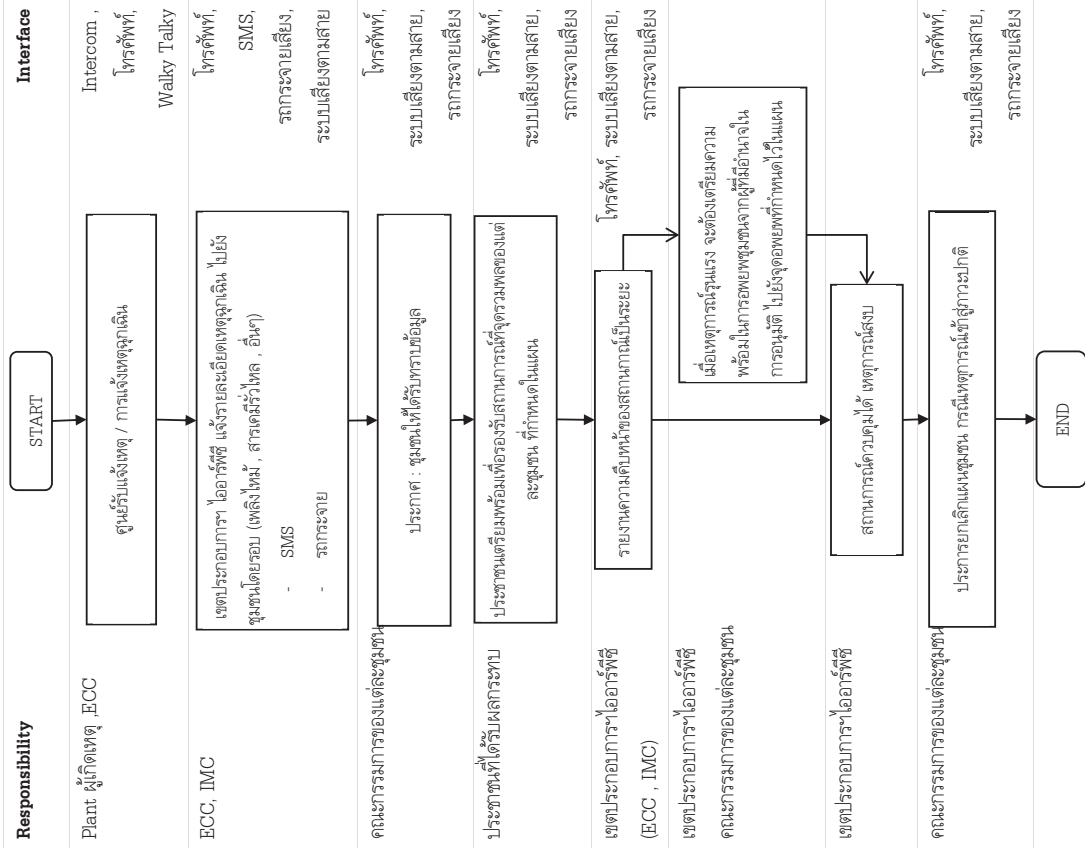 Responsibility
Interface
START
Plant ผู้เกิดเหตุ ,ECC
ศูนย์รับแจ้งเหตุ / การแจ้งเหตุฉุกเฉิน
Intercom ,
โทรศัพท์,
Walky Talky
ECC, IMC
เขตประกอบการฯ ไออาร์พีซี แจ้งรายละเอียดเหตุฉุกเฉิน ไปยัง
ชุมชนโดยรอบ (เพลิงไหม้ , สารเคมีรั่วไหล , อื่นๆ)
- SMS
- รถกระจาย
โทรศัพท์,
SMS,
รถกระจายเสียง,
ระบบเสียงตามสาย
คณะกรรมการของแต่ละชุมชน
ประกาศ : ชุมชนให้ได้รับทราบข้อมูล
โทรศัพท์,
ระบบเสียงตามสาย,
รถกระจายเสียง
ประชาชนที่ได้รับผลกระทบ
ประชาชนเตรียมพร้อมเพื่อรองรับสถานการณ์ที่จุดรวมพลของแต่
ละชุมชน ที่กำหนดในแผน
โทรศัพท์,
ระบบเสียงตามสาย,
รถกระจายเสียง
เขตประกอบการฯไออาร์พีซี
(ECC , IMC)
รายงานความคืบหน้าของสถานกาณ์เป็นระยะ
โทรศัพท์, ระบบเสียงตามสาย,
รถกระจายเสียง
เขตประกอบการฯไออาร์พีซี
คณะกรรมการของแต่ละชุมชน
เมื่อเหตุการณ์รุนแรง จะต้องเตรียมความ
พร้อมในการอพยพชุมชนจากผู้ที่มีอำนาจใน
การอนุมัติ ไปยังจุดอพยพที่กำหนดไว้ในแผน
เขตประกอบการฯไออาร์พีซี
สถานการณ์ควบคุมได้ เหตุการณ์สงบ
คณะกรรมการของแต่ละชุมชน
ประการยกเลิกแผนชุมชน กรณีเหตุการณ์เข้าสู่ภาวะปกติ
โทรศัพท์,
ระบบเสียงตามสาย,
รถกระจายเสียง
END